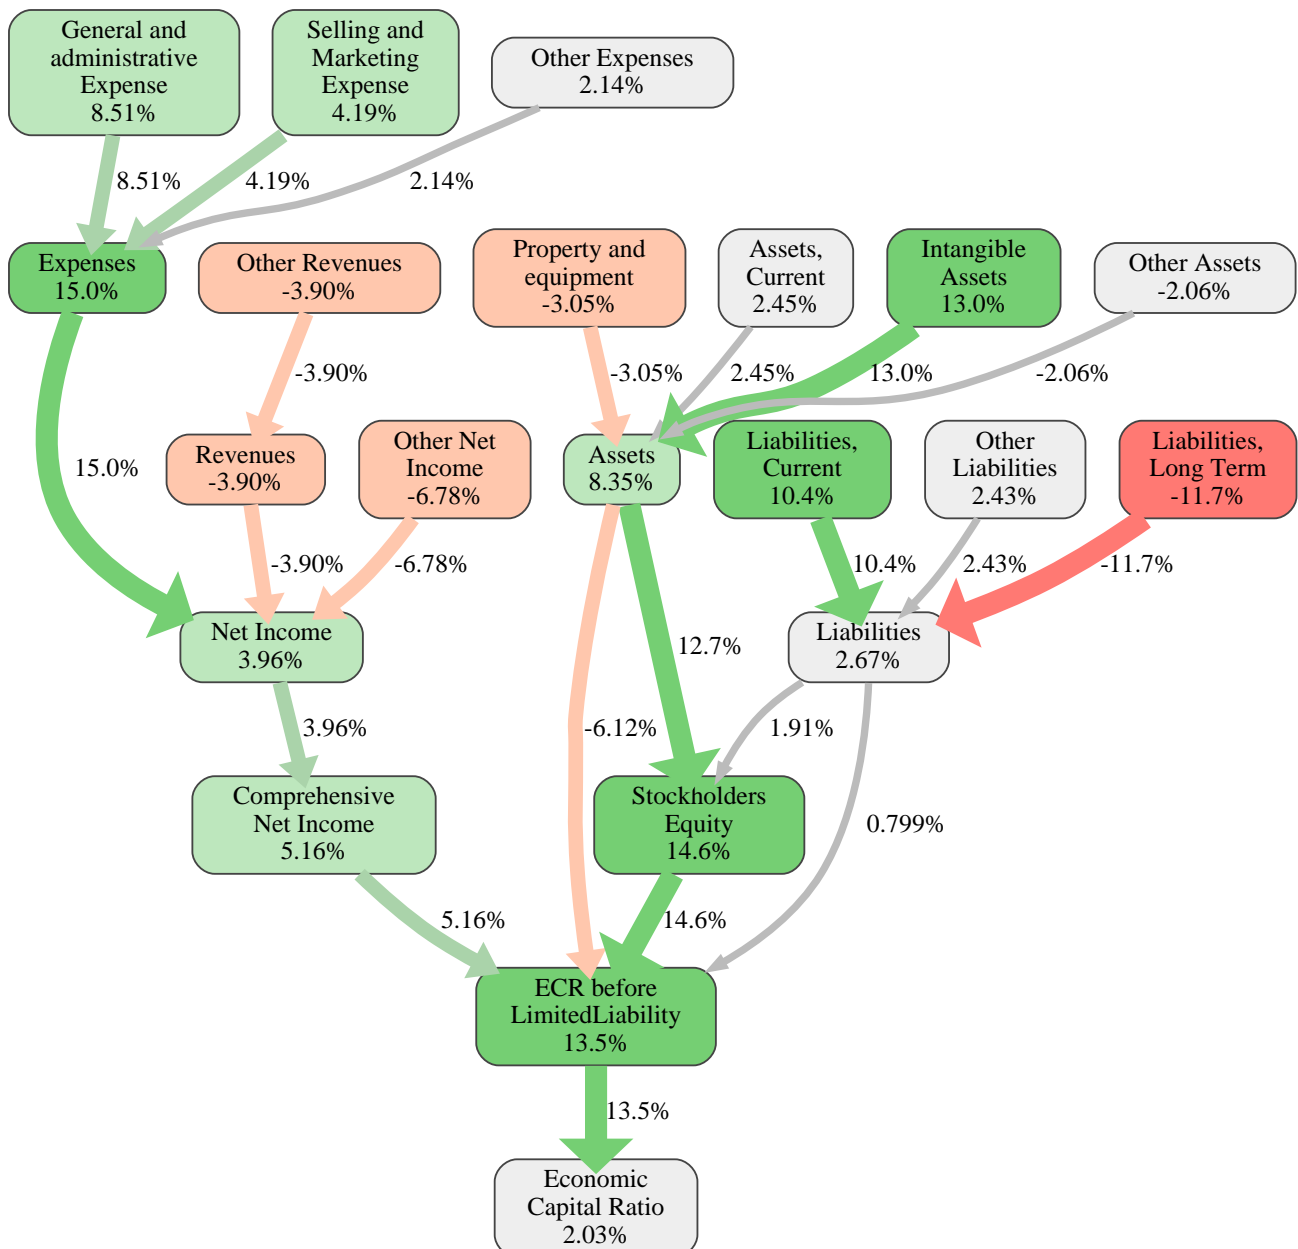 General and
administrative
Expense
8.51%
Selling and
Marketing
Expense
4.19%
Other Expenses
2.14%
8.51%
4.19%
2.14%
Expenses
15.0%
Other Revenues
-3.90%
Property and
equipment
-3.05%
Assets,
Current
2.45%
Intangible
Assets
13.0%
Other Assets
-2.06%
-3.90%
-3.05%
2.45%
13.0%
-2.06%
15.0%
Revenues
-3.90%
Other Net
Income
-6.78%
Assets
8.35%
Liabilities,
Current
10.4%
Other
Liabilities
2.43%
Liabilities,
Long Term
-11.7%
-3.90%
-6.78%
10.4%
2.43%
-11.7%
Net Income
3.96%
12.7%
Liabilities
2.67%
3.96%
-6.12%
1.91%
Comprehensive
Net Income
5.16%
Stockholders
Equity
14.6%
0.799%
5.16%
14.6%
ECR before
LimitedLiability
13.5%
13.5%
Economic
Capital Ratio
2.03%